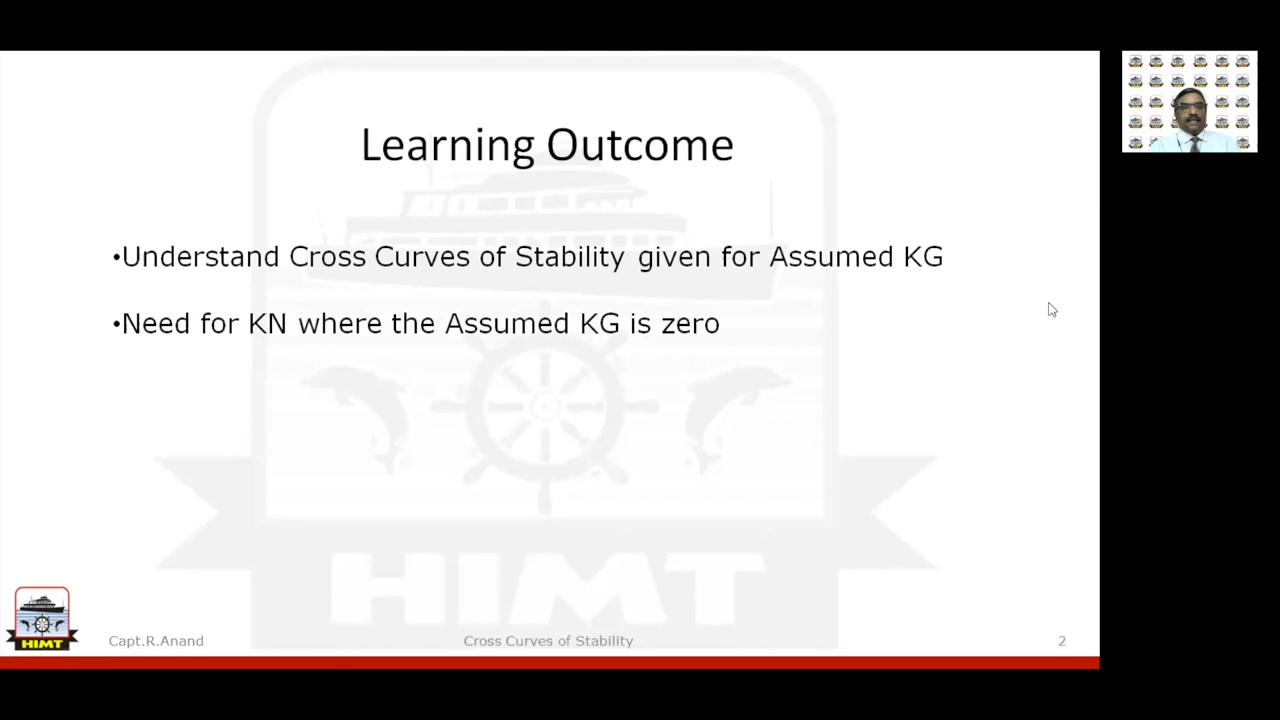 Learning Outcome
•Understand Cross Curves of Stability given for Assumed KG
•Need for KN where the Assumed KG is zero
HIMT
HIMT
Capt.R.Anand
Cross Curves of Stability
2